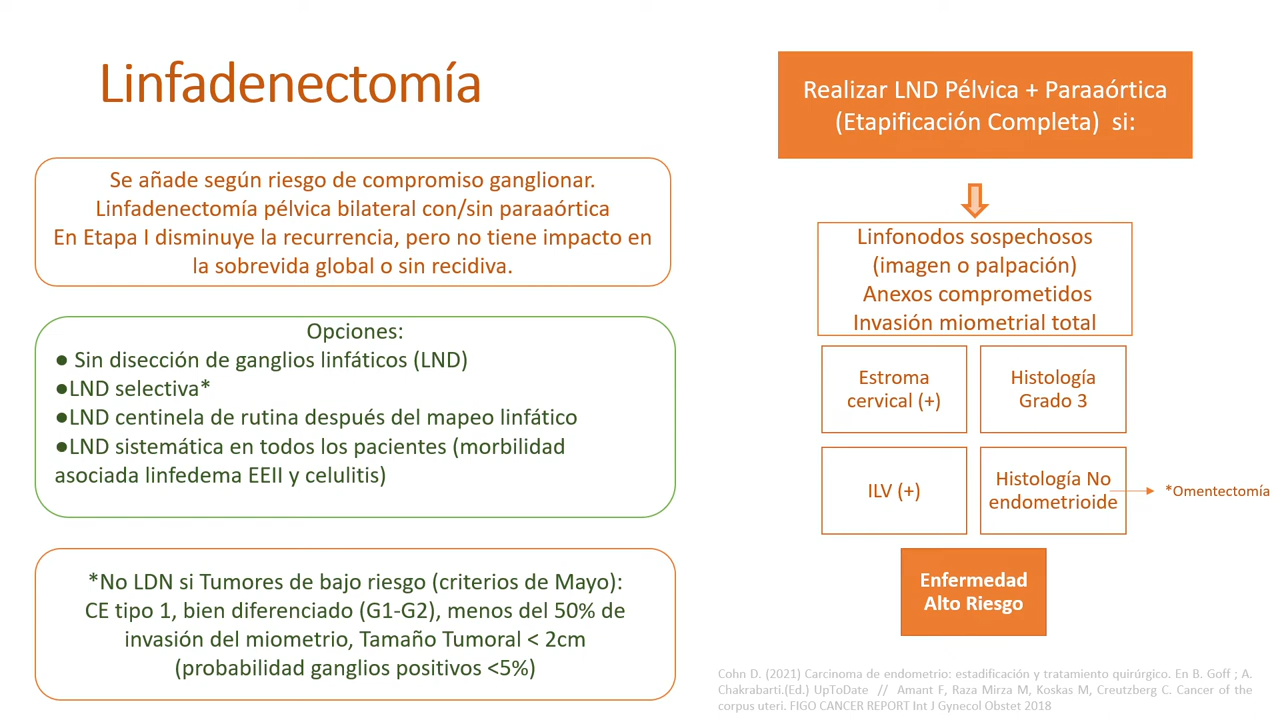 Linfadenectomía
Se añade según riesgo de compromiso ganglionar.
Linfadenectomía pélvica bilateral con/sin paraaórtica
En Etapa I disminuye la recurrencia, pero no tiene impacto en
la sobrevida global o sin recidiva.
Opciones:
● Sin disección de ganglios linfáticos (LND)
●LND selectiva*
●LND centinela de rutina después del mapeo linfático
●LND sistemática en todos los pacientes (morbilidad
asociada linfedema EEII y celulitis)
*No LDN si Tumores de bajo riesgo (criterios de Mayo):
CE tipo 1, bien diferenciado (G1-G2), menos del 50% de
invasión del miometrio, Tamaño Tumoral < 2cm
(probabilidad ganglios positivos <5%)
Realizar LND Pélvica + Paraaórtica
(Etapificación Completa) si:
Linfonodos sospechosos
(imagen o palpación)
Anexos comprometidos
Invasión miometrial total
Estroma
cervical (+)
Histología
Grado 3
ILV (+)
Histología No
endometrioide
*Omentectomía
Enfermedad
Alto Riesgo
Cohn D. (2021) Carcinoma de endometrio: estadificación y tratamiento quirúrgico. En B. Goff ; A.
Chakrabarti.(Ed.) UpToDate // Amant F, Raza Mirza M, Koskas M, Creutzberg C. Cancer of the
corpus uteri. FIGO CANCER REPORT Int J Gynecol Obstet 2018